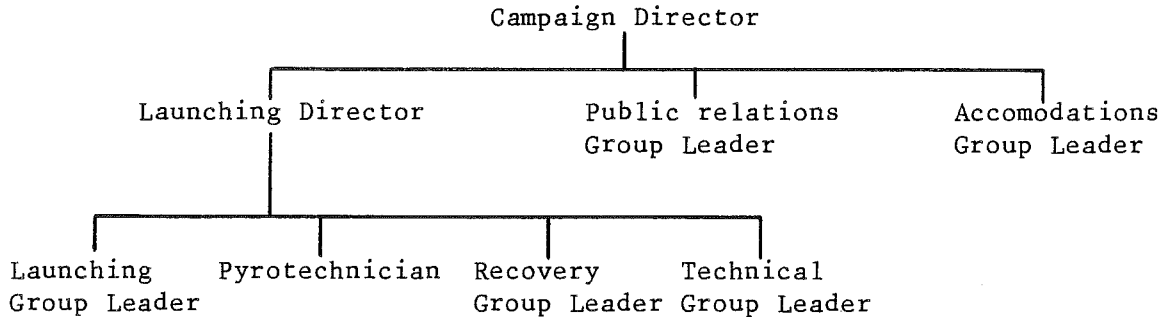 Campaign Director
Launching Director
Public relations
Group Leader
Accomodations
Group Leader
Launching
Group Leader
Pyrotechnician
Recovery
Group Leader
Technical
Group Leader